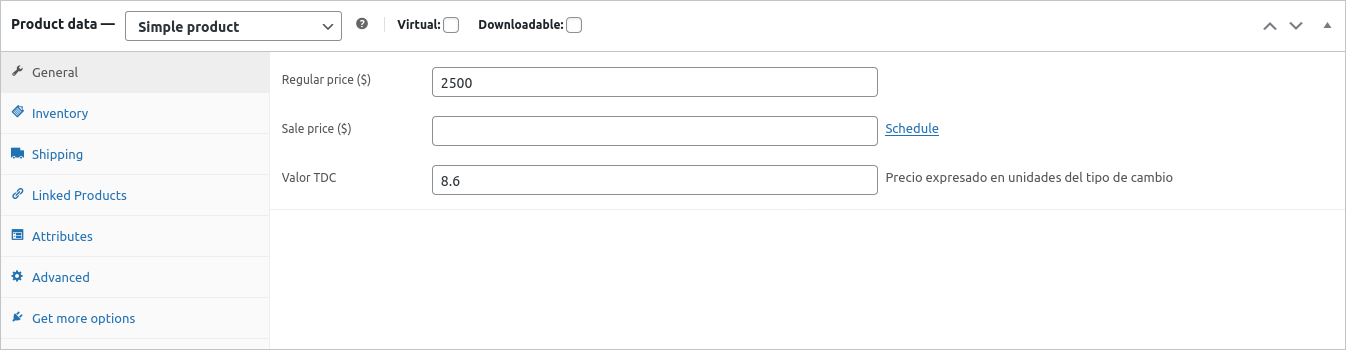 Product data — Simple product Virtual: Downloadable:
General
Inventory
Shipping
Linked Products
Attributes
Advanced
Get more options
Regular price ($) 2500
Sale price ($) Schedule
Valor TDC 8.6 Precio expresado en unidades del tipo de cambio